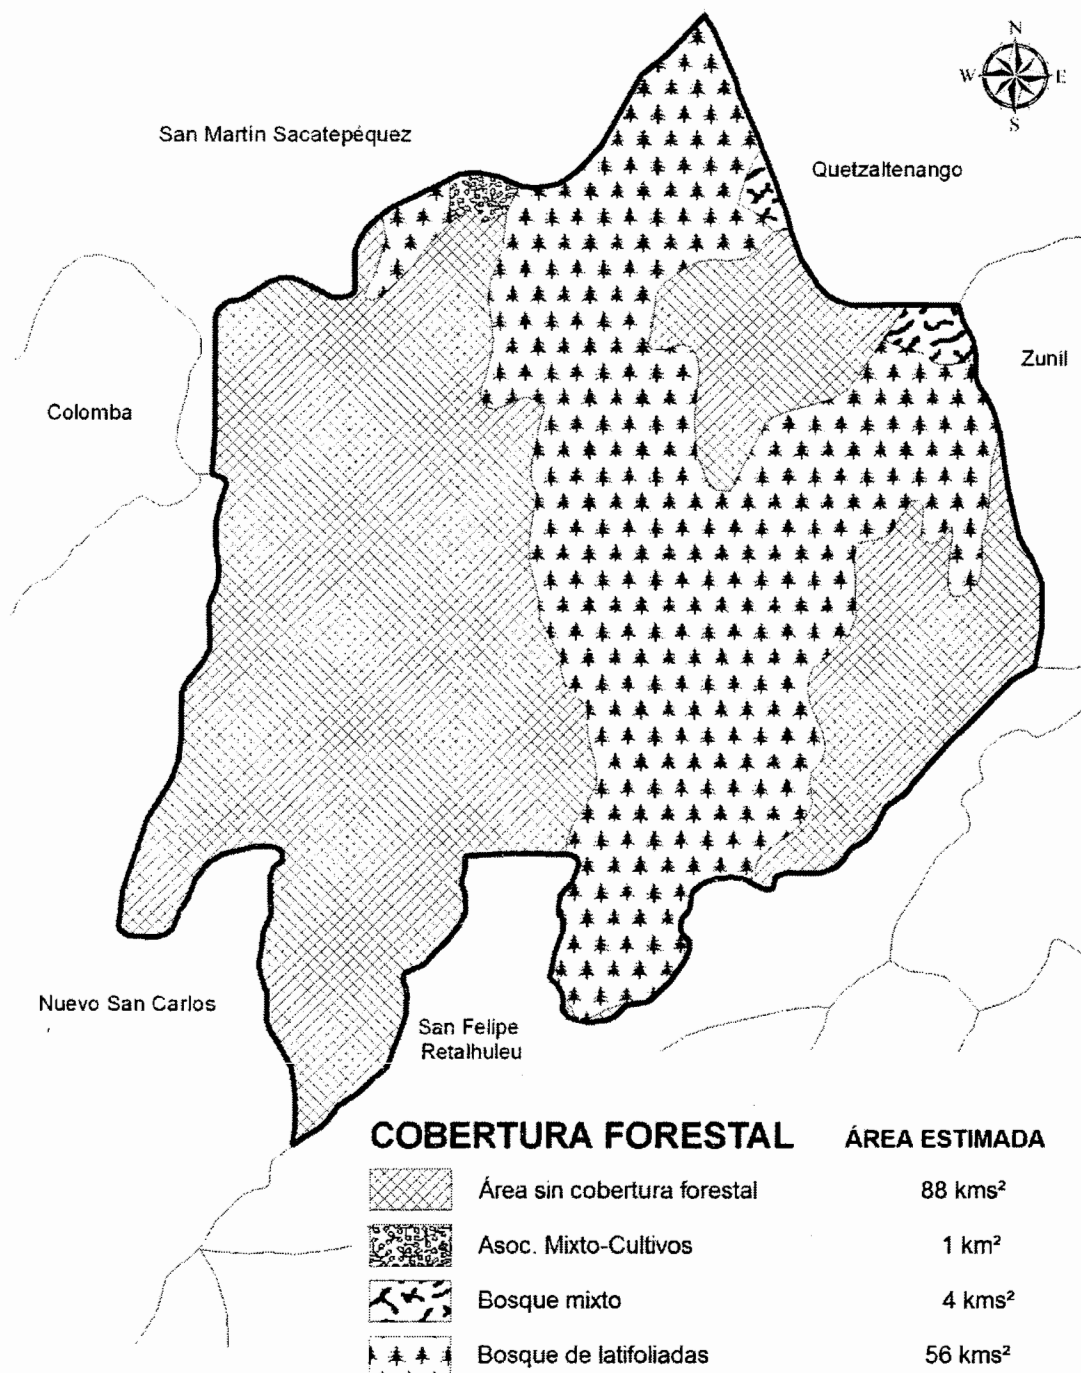 N
W E
S
San Martín Sacatepéquez
Quetzaltenango
Zunil
Colomba
Nuevo San Carlos
San Felipe
Retalhuleu
COBERTURA FORESTAL ÁREA ESTIMADA
Área sin cobertura forestal 88 kms²
Asoc. Mixto-Cultivos 1 km²
Bosque mixto 4 kms²
Bosque de latifoliadas 56 kms²